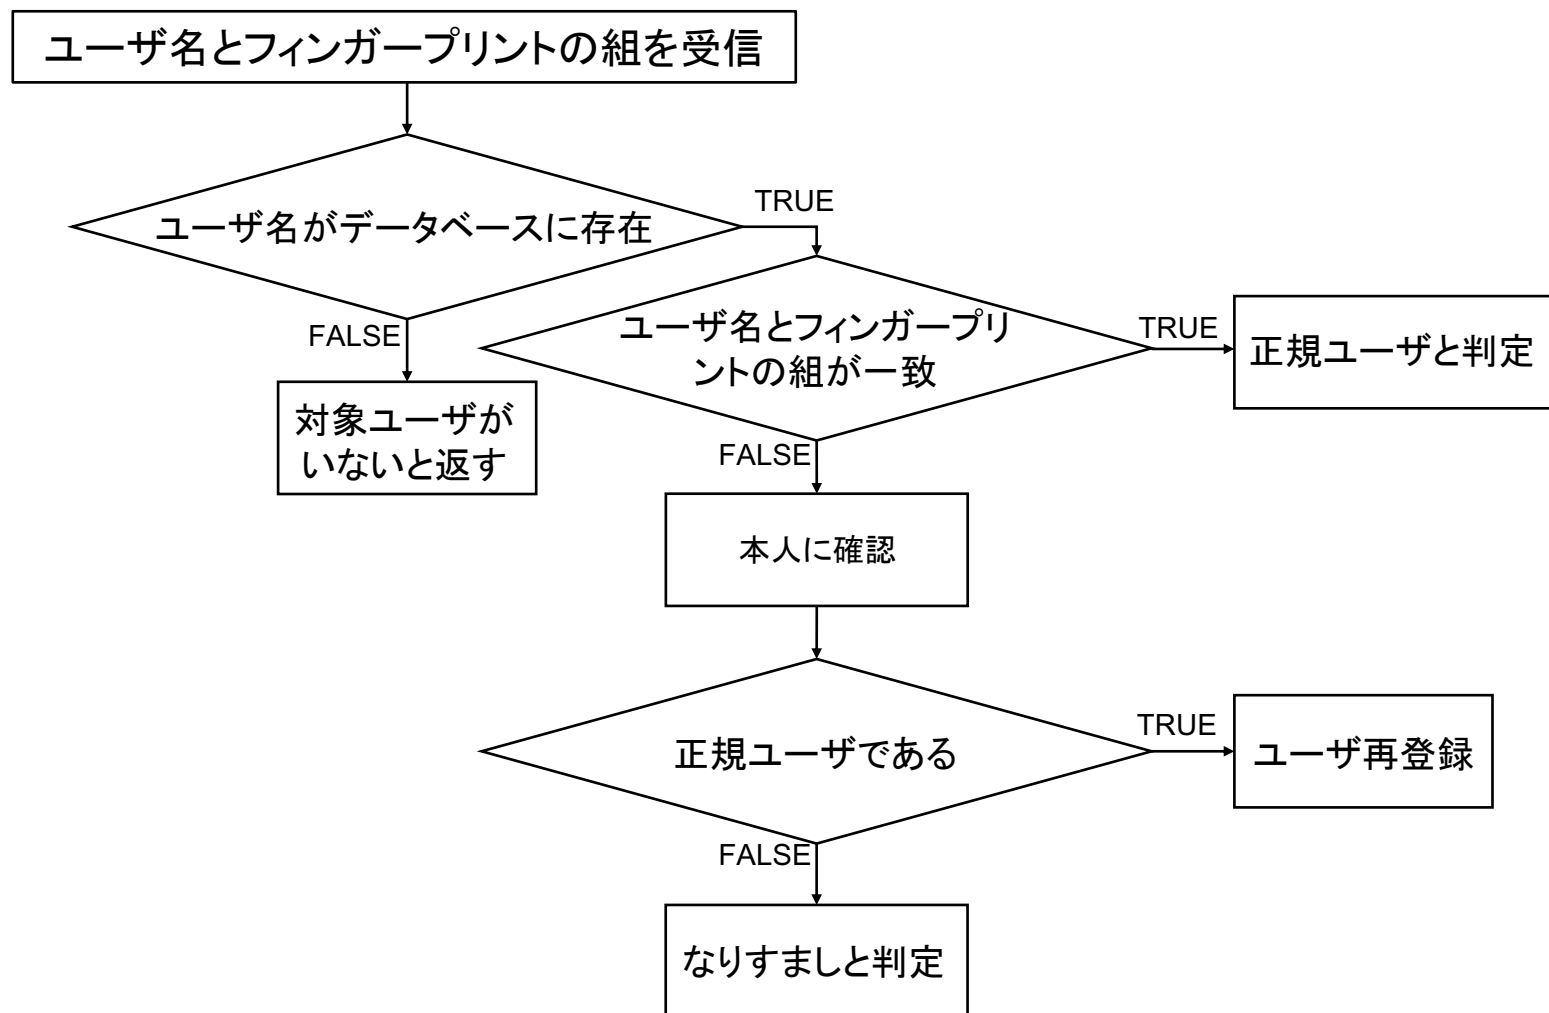 ユーザ名とフィンガープリントの組を受信
TRUE
ユーザ名がデータベースに存在
FALSE
ユーザ名とフィンガープリ
ントの組が一致
TRUE
正規ユーザと判定
対象ユーザが
いないと返す
FALSE
本人に確認
正規ユーザである
TRUE
ユーザ再登録
FALSE
なりすましと判定